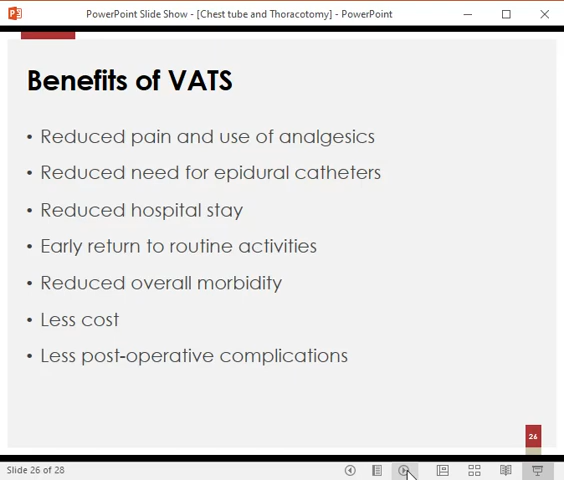 PowerPoint Slide Show - [Chest tube and Thoracotomy] - PowerPoint
Benefits of VATS
• Reduced pain and use of analgesics
• Reduced need for epidural catheters
• Reduced hospital stay
• Early return to routine activities
• Reduced overall morbidity
• Less cost
• Less post-operative complications
26
Slide 26 of 28